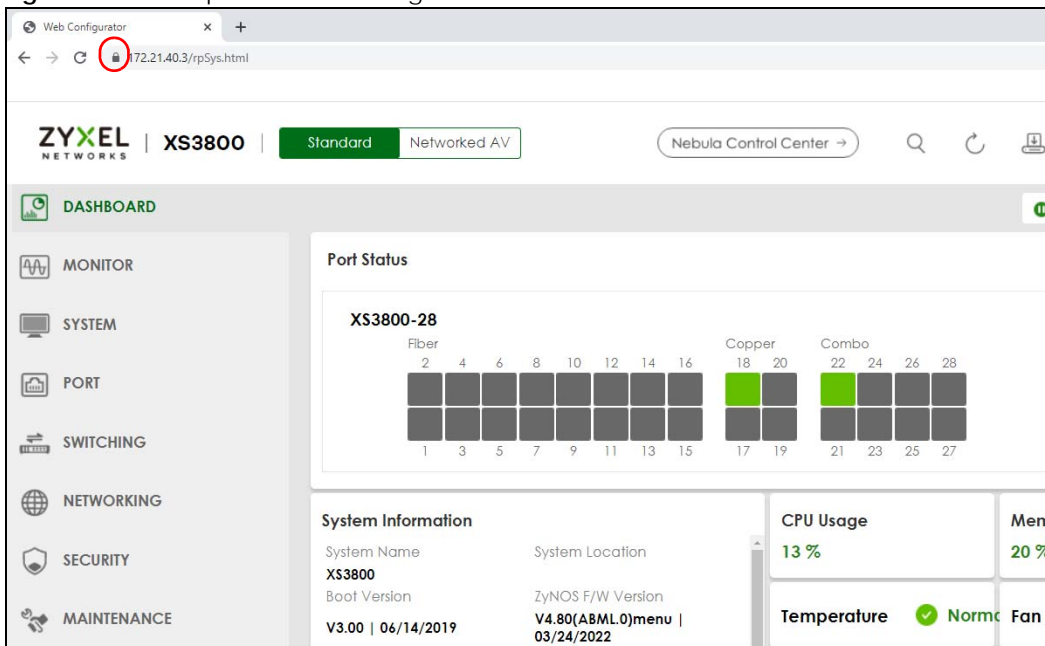 Web Configurator
172.21.40.3/rpSys.html
ZYXEL NETWORKS | XS3800 | Standard Networked AV Nebula Control Center →
DASHBOARD
MONITOR
SYSTEM
PORT
SWITCHING
NETWORKING
SECURITY
MAINTENANCE
Port Status
XS3800-28
Fiber Copper Combo
2 4 6 8 10 12 14 16 18 20 22 24 26 28
1 3 5 7 9 11 13 15 17 19 21 23 25 27
System Information
System Name System Location
XS3800
Boot Version ZyNOS F/W Version
V3.00 | 06/14/2019 V4.80(ABML.0)menu |
03/24/2022
CPU Usage
13 %
20 %
Temperature
Fan